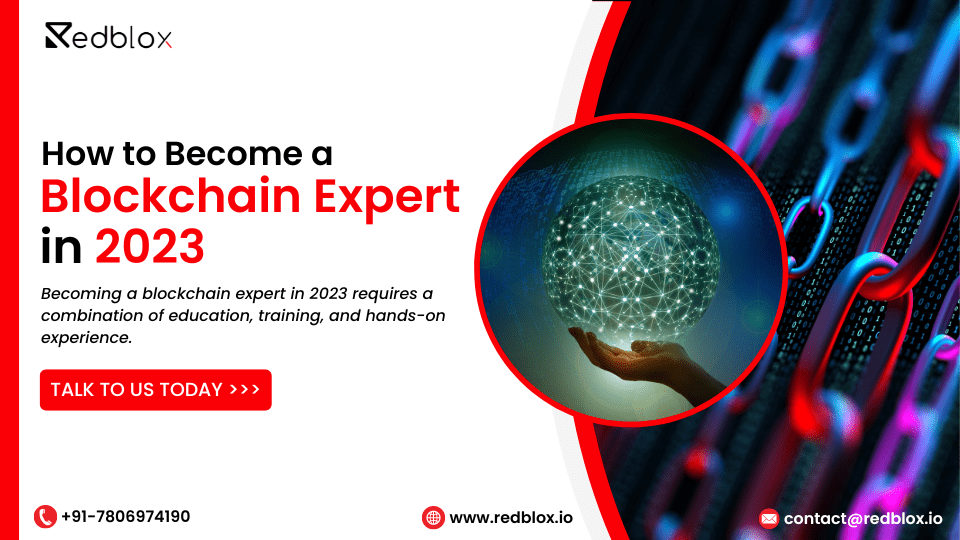 Redblox
How to Become a
Blockchain Expert
in 2023
Becoming a blockchain expert in 2023 requires a
combination of education, training, and hands-on
experience.
TALK TO US TODAY >>>
+91-7806974190
www.redblox.io
contact@redblox.io